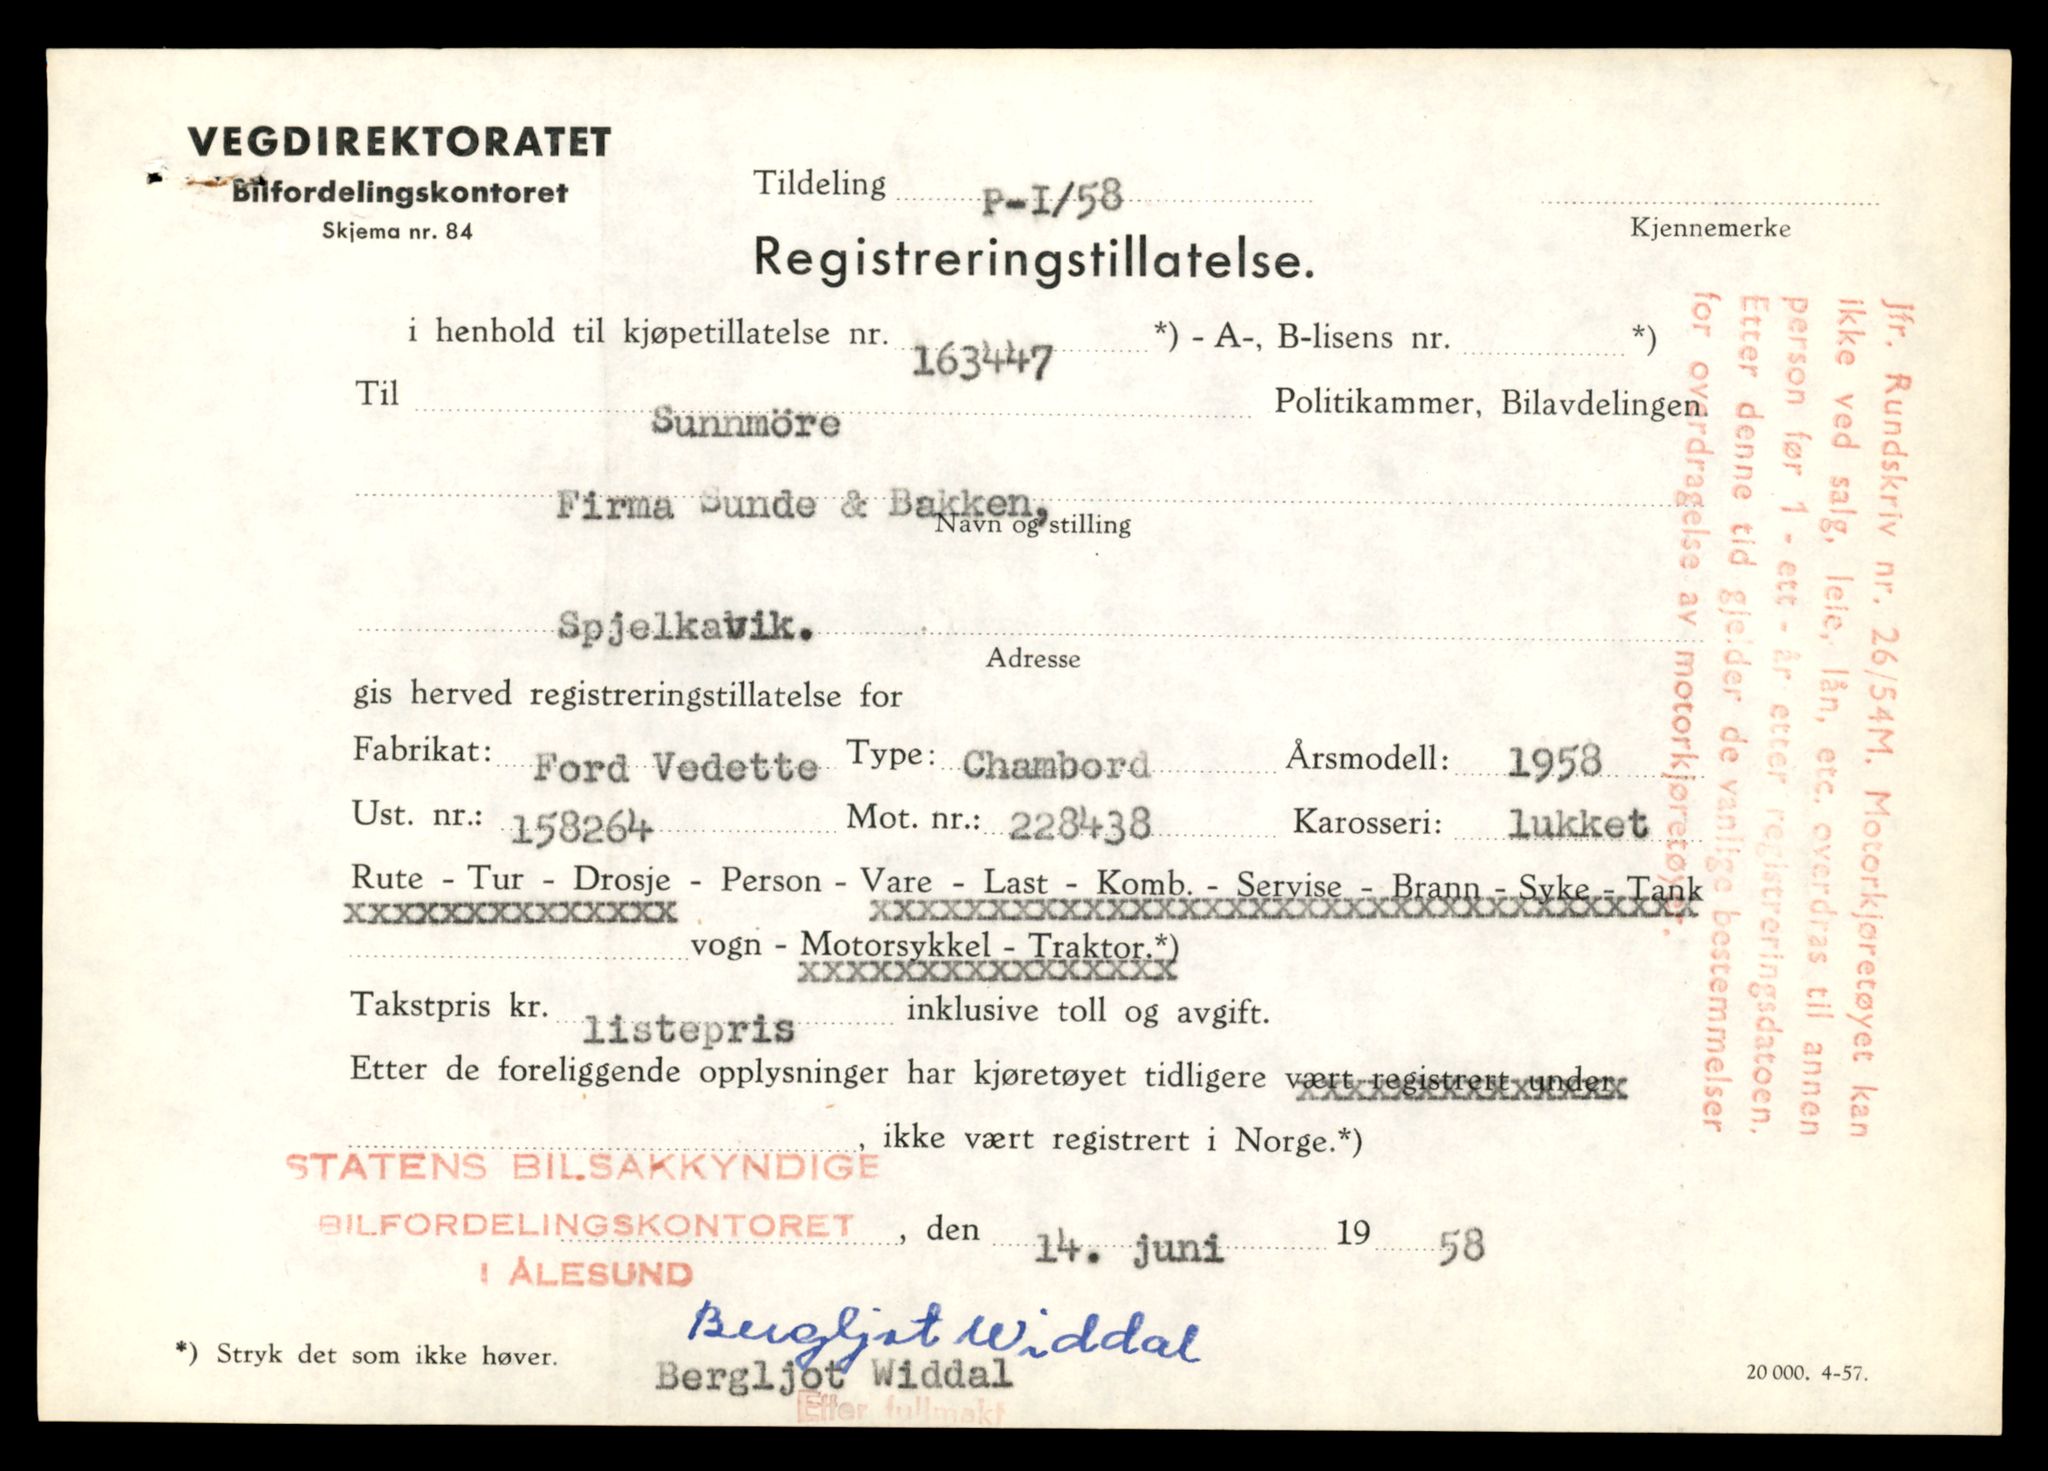 VEGDIREKTORATET
Bilfordelingskontoret
Skjema nr. 84
Tildeling P-I/58
Kjennemerke
Registreringstillatelse.
i henhold til kjøpetillatelse nr. 163447 *) - A-, B-lisens nr. *)
Til Sunnmöre Politikammer, Bilavdelingen
Firma Sunde & Bakken,
Navn og stilling
Spjelkavik.
Adresse
gis herved registreringstillatelse for
Fabrikat: Ford Vedette Type: Chambord Årsmodell: 1958
Ust. nr.: 158264 Mot. nr.: 228438 Karosseri: lukket
Rute - Tur - Drosje - Person - Vare - Last - Komb. - Servise - Brann - Syke - Tank
xxxxxxxxxxxxxx xxxxxxxxxxxxxxxxxxxxxxxxxxxxxxxxxx
vogn - Motorsykkel - Traktor.*)
xxxxxxxxxxxxxxxx
Takstpris kr. listepris inklusive toll og avgift.
Etter de foreliggende opplysninger har kjøretøyet tidligere vært registrert under
xxxxxxxxxxxxxx
, ikke vært registrert i Norge.*)
STATENS BILSAKKYNDIGE
BILFORDELINGSKONTORET , den 14. juni 19 58
I ÅLESUND
Bergljot Widdal
*) Stryk det som ikke høver.
Bergljot Widdal
20 000. 4-57.
Efter fullmakt
Jfr. Rundskriv nr. 26/54M. Motorkjøretøyet kan
ikke ved salg, leie, lån, etc. overdras til annen
person før 1 - ett - år etter registreringsdatoen.
Etter denne tid gjelder de vanlige bestemmelser
for overdragelse av motorkjøretøyer.